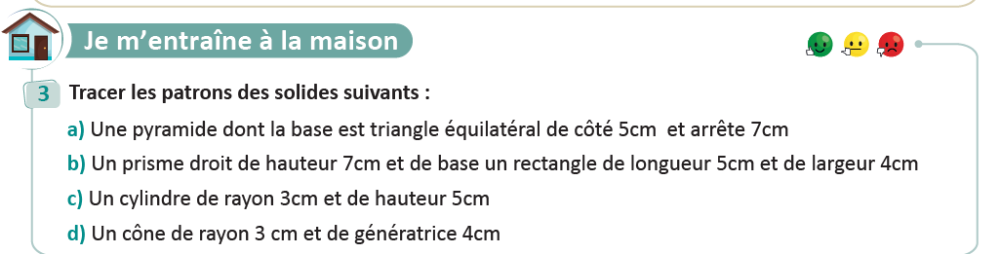 Je m'entraîne à la maison
3 Tracer les patrons des solides suivants :
a) Une pyramide dont la base est triangle équilatéral de côté 5cm et arrête 7cm
b) Un prisme droit de hauteur 7cm et de base un rectangle de longueur 5cm et de largeur 4cm
c) Un cylindre de rayon 3cm et de hauteur 5cm
d) Un cône de rayon 3 cm et de génératrice 4cm